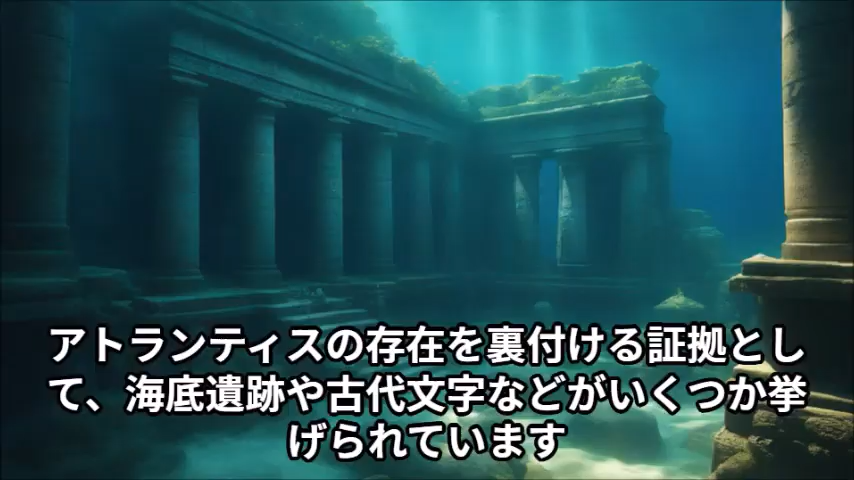 アトランティスの存在を裏付ける証拠とし
て、海底遺跡や古代文字などがいくつか挙
げられています